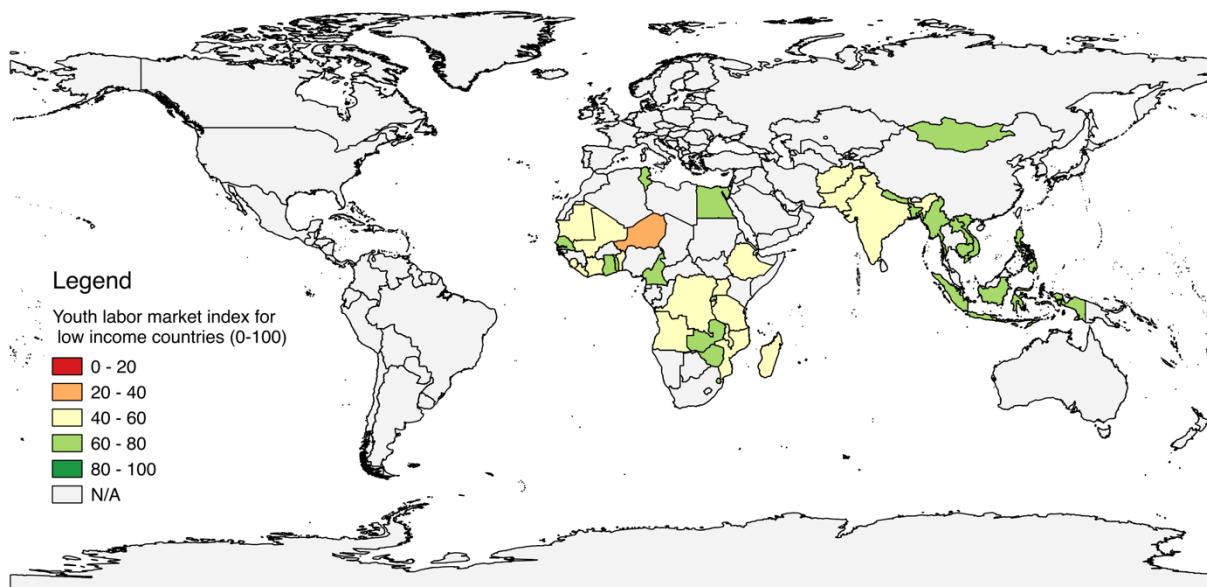 Legend
Youth labor market index for
low income countries (0-100)
0 - 20
20 - 40
40 - 60
60 - 80
80 - 100
N/A